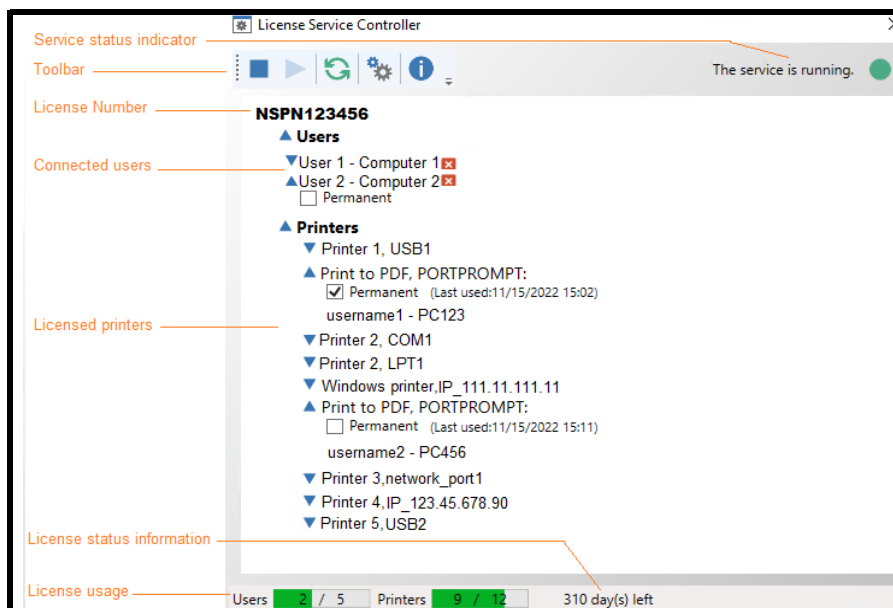 License Service Controller
Service status indicator
Toolbar
The service is running.
License Number
NSPN123456
Users
Connected users
User 1 - Computer 1
User 2 - Computer 2
Permanent
Printers
Printer 1, USB1
Print to PDF, PORTPROMPT:
Permanent (Last used:11/15/2022 15:02)
username1 - PC123
Licensed printers
Printer 2, COM1
Printer 2, LPT1
Windows printer,IP_111.11.111.11
Print to PDF, PORTPROMPT:
Permanent (Last used:11/15/2022 15:11)
username2 - PC456
Printer 3,network_port1
Printer 4,IP_123.45.678.90
Printer 5,USB2
License status information
License usage
Users 2 / 5 Printers 9 / 12 310 day(s) left